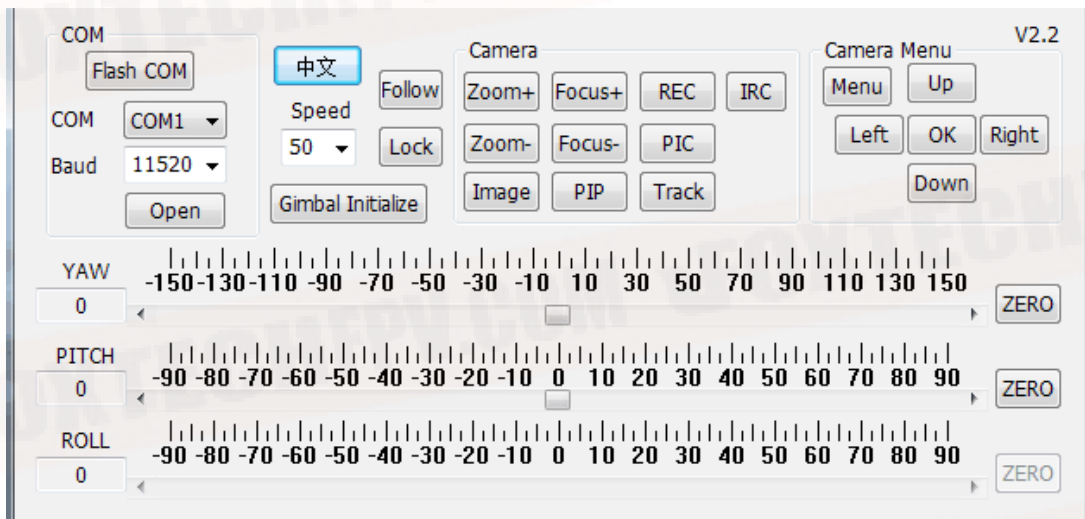 V2.2
COM
Flash COM
COM COM1
Baud 11520
Open
中文
Speed
50
Follow
Lock
Gimbal Initialize
Camera
Zoom+ Focus+ REC IRC
Zoom- Focus- PIC
Image PIP Track
Camera Menu
Menu Up
Left OK Right
Down
YAW
0
-150 -130 -110 -90 -70 -50 -30 -10 10 30 50 70 90 110 130 150
ZERO
PITCH
0
-90 -80 -70 -60 -50 -40 -30 -20 -10 0 10 20 30 40 50 60 70 80 90
ZERO
ROLL
0
-90 -80 -70 -60 -50 -40 -30 -20 -10 0 10 20 30 40 50 60 70 80 90
ZERO